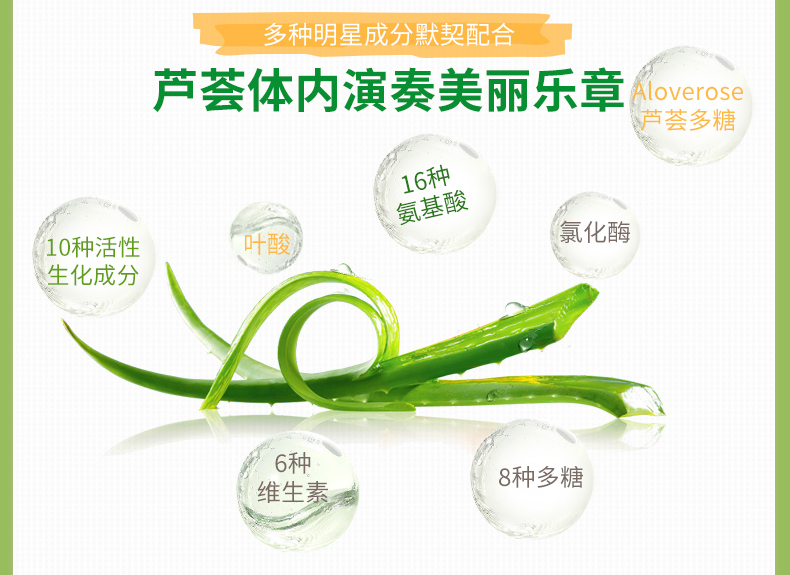 多种明星成分默契配合
芦荟体内演奏美丽乐章
Aloverose
芦荟多糖
16种
氨基酸
10种活性
生化成分
叶酸
氯化酶
6种
维生素
8种多糖